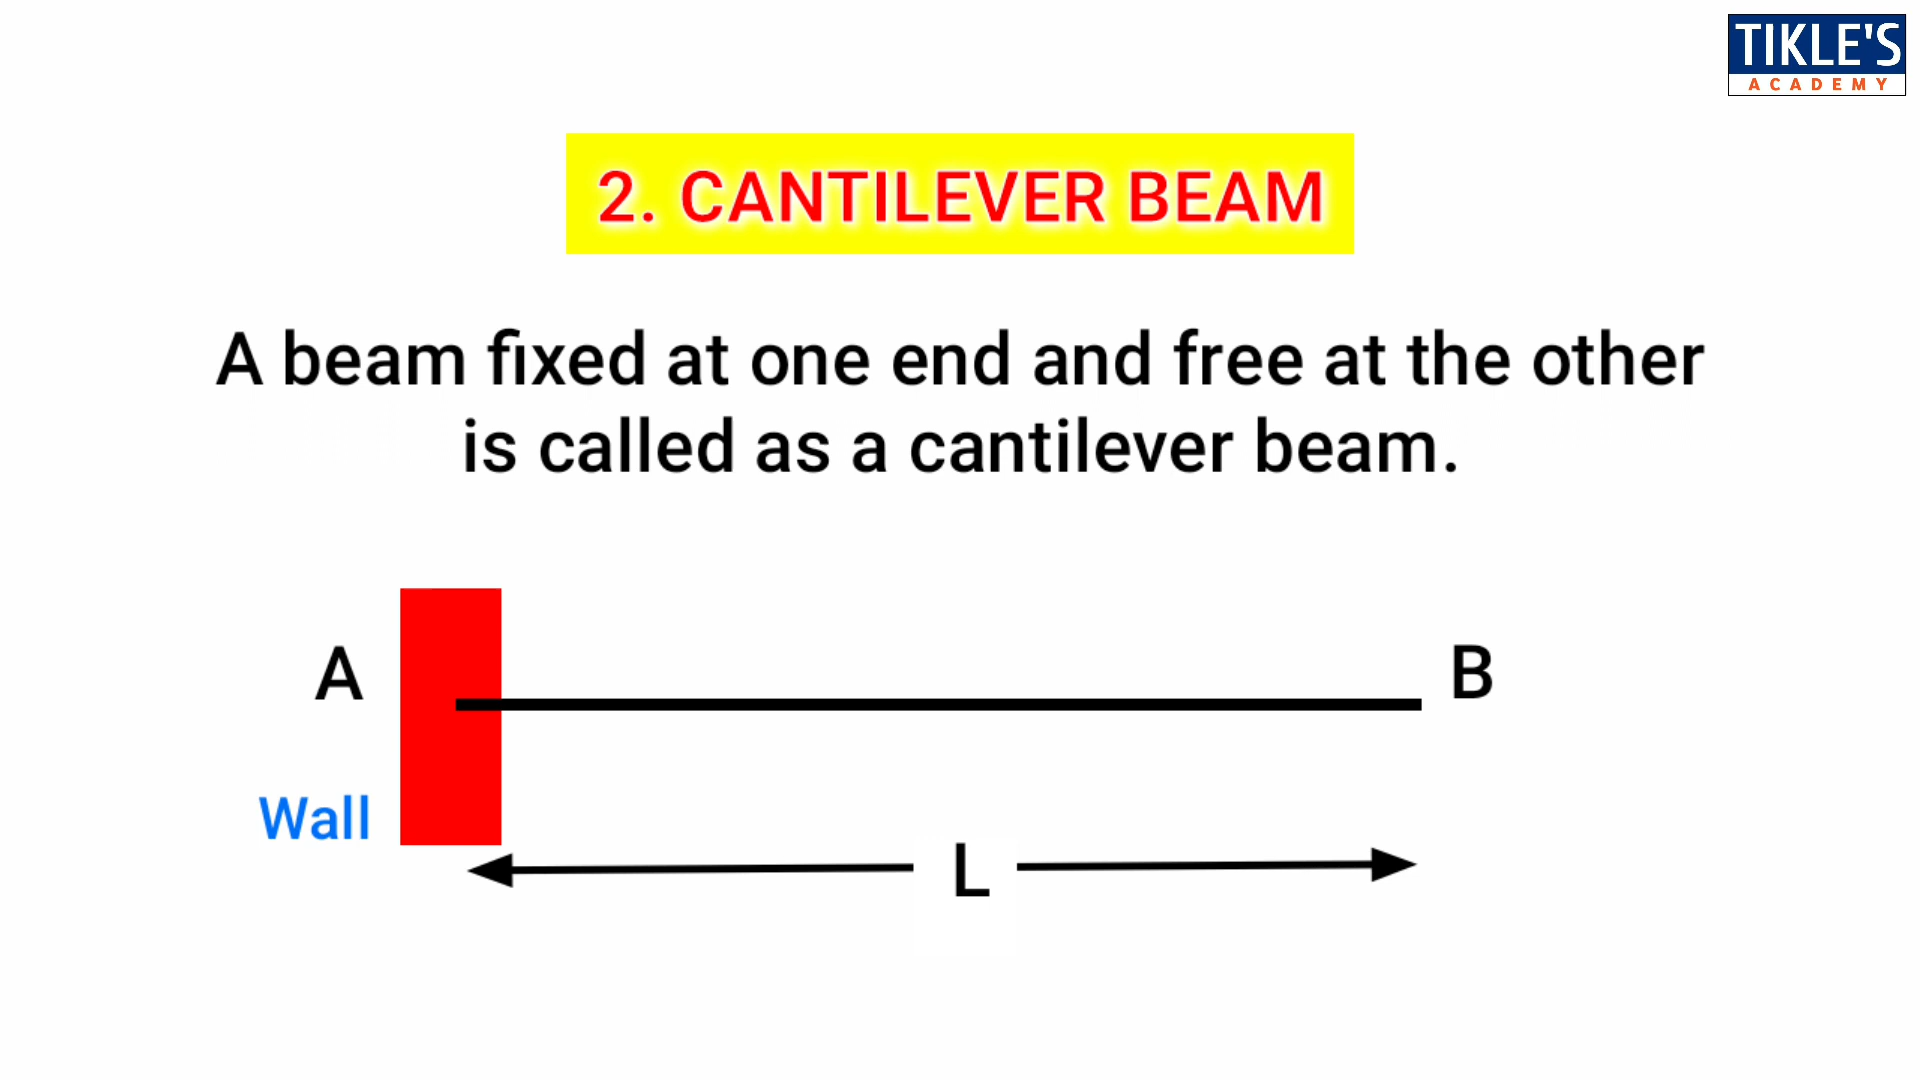 TIKLE'S
ACADEMY
2. CANTILEVER BEAM
A beam fixed at one end and free at the other
is called as a cantilever beam.
A
B
Wall
L